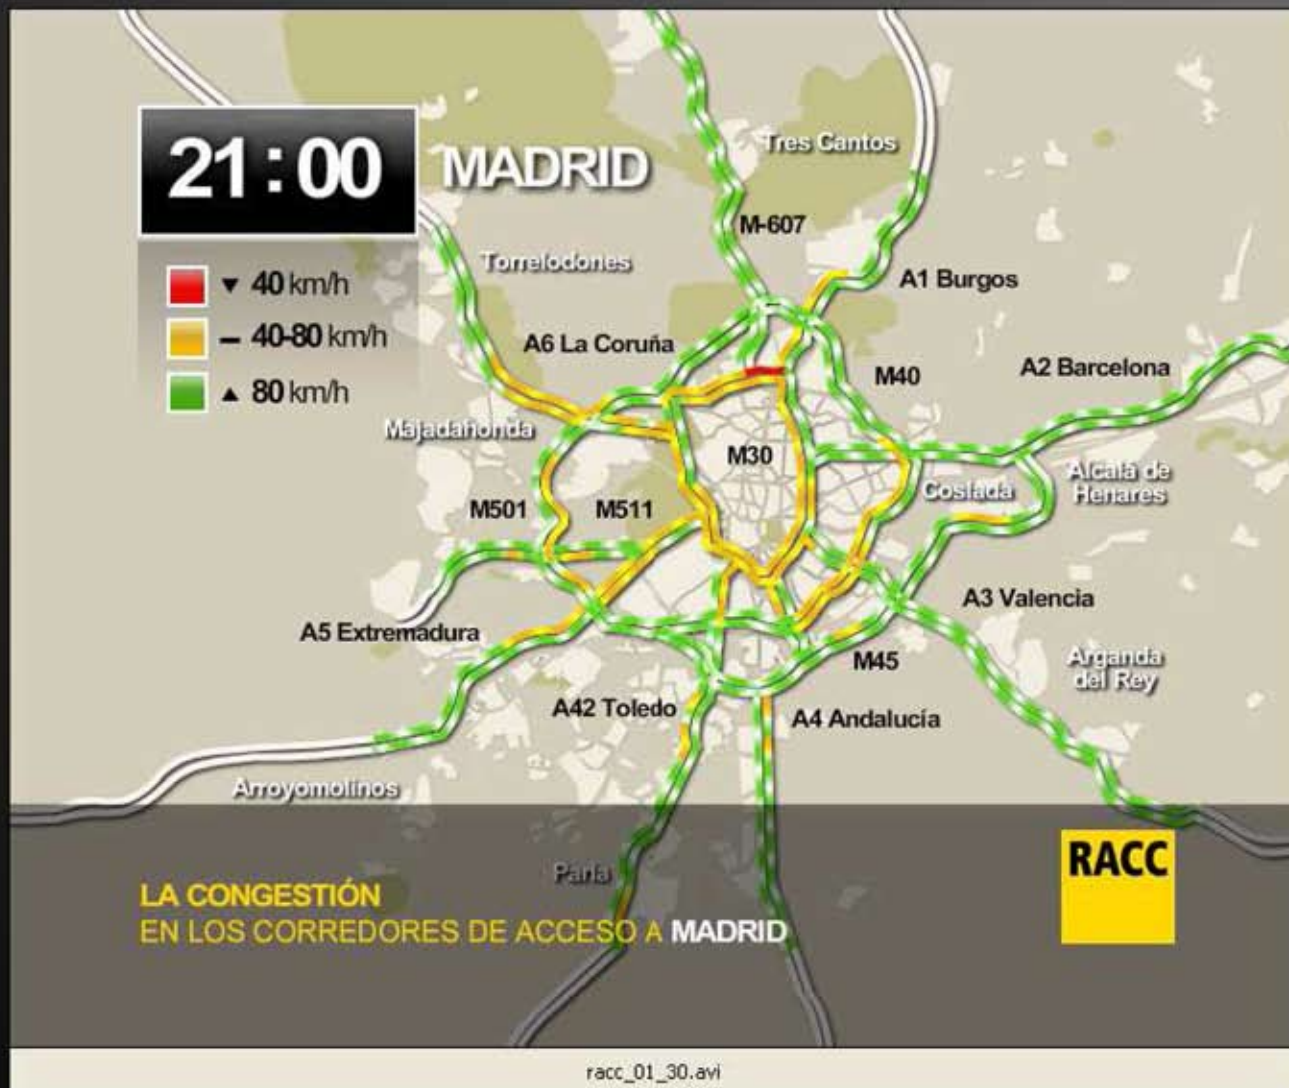 21:00
MADRID
▼ 40 km/h
– 40-80 km/h
▲ 80 km/h
Tres Cantos
M-607
Torrelodones
A1 Burgos
A6 La Coruña
A2 Barcelona
M40
Majadahonda
M30
Alcalá de
Henares
Coslada
M501
M511
A3 Valencia
A5 Extremadura
M45
Arganda
del Rey
A42 Toledo
A4 Andalucía
Arroyomolinos
Parla
RACC
LA CONGESTIÓN
EN LOS CORREDORES DE ACCESO A MADRID
racc_01_30.avi